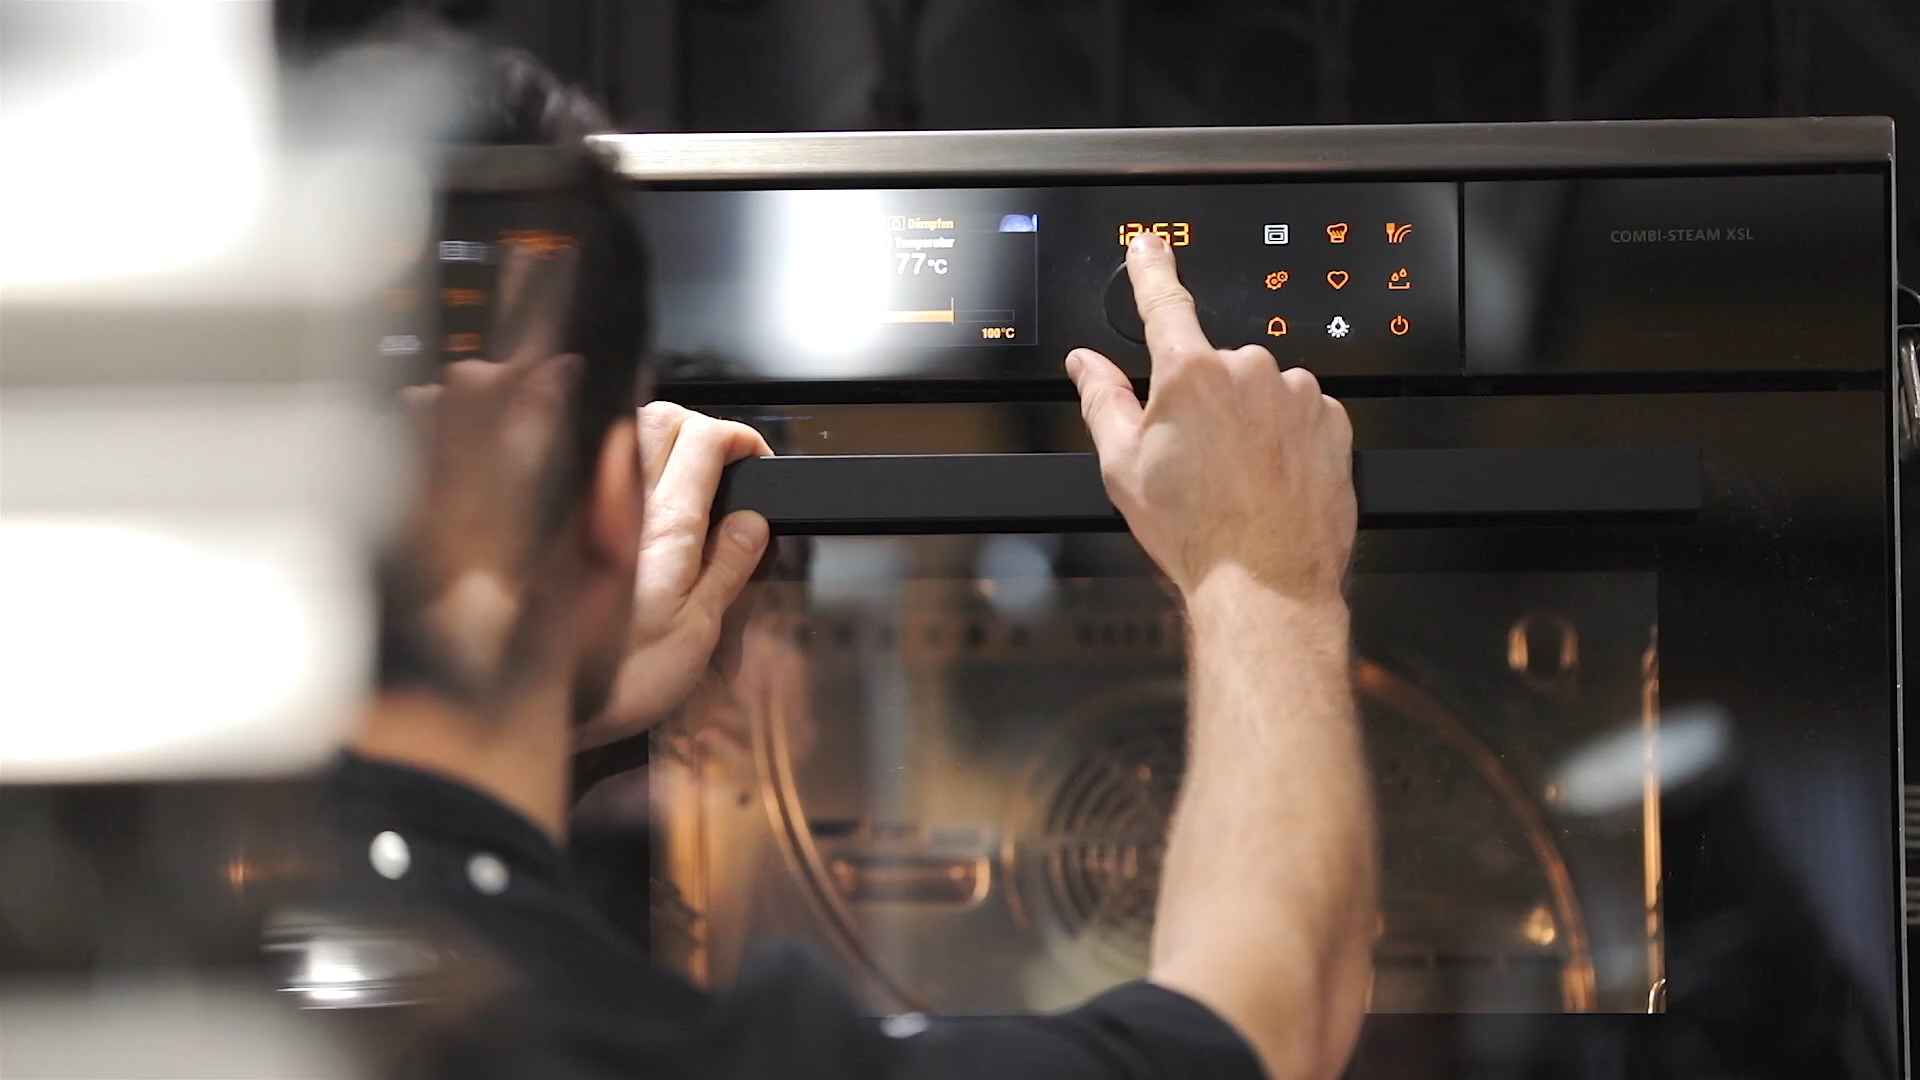 Dämpfen
Temperatur
77°C
100°C
12:53
COMBI-STEAM XSL